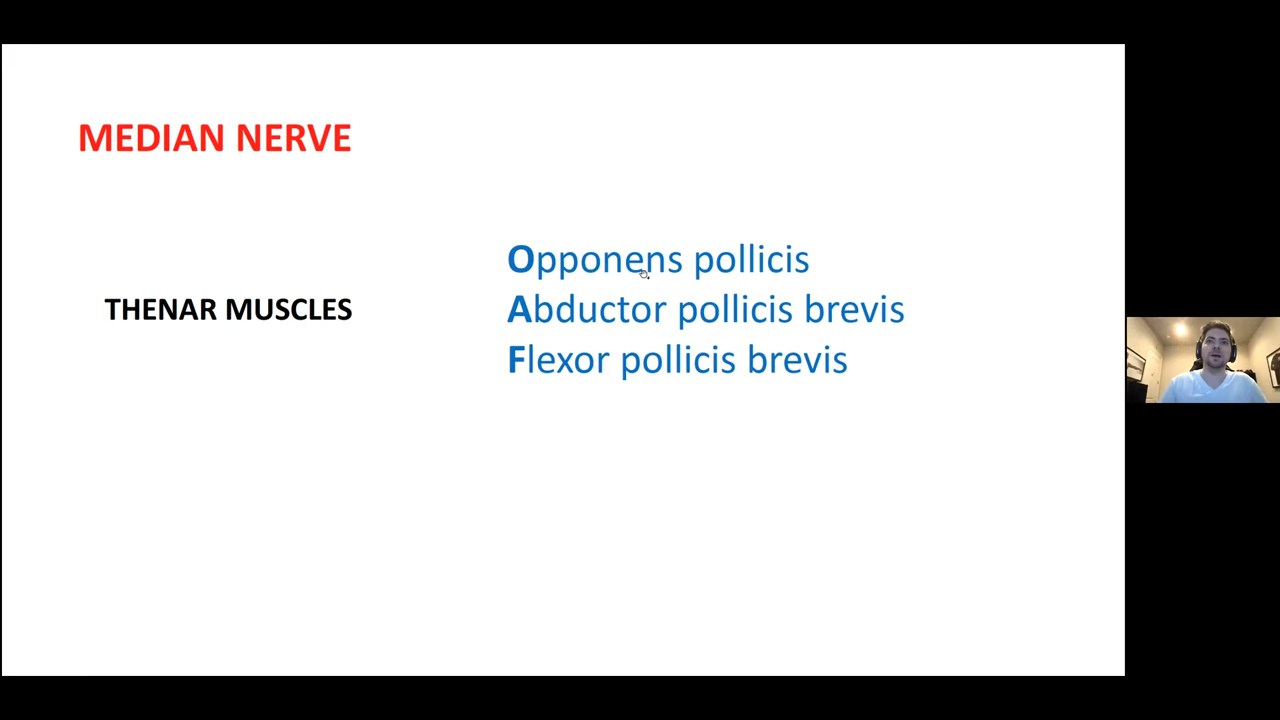 MEDIAN NERVE
THENAR MUSCLES
Opponens pollicis
Abductor pollicis brevis
Flexor pollicis brevis